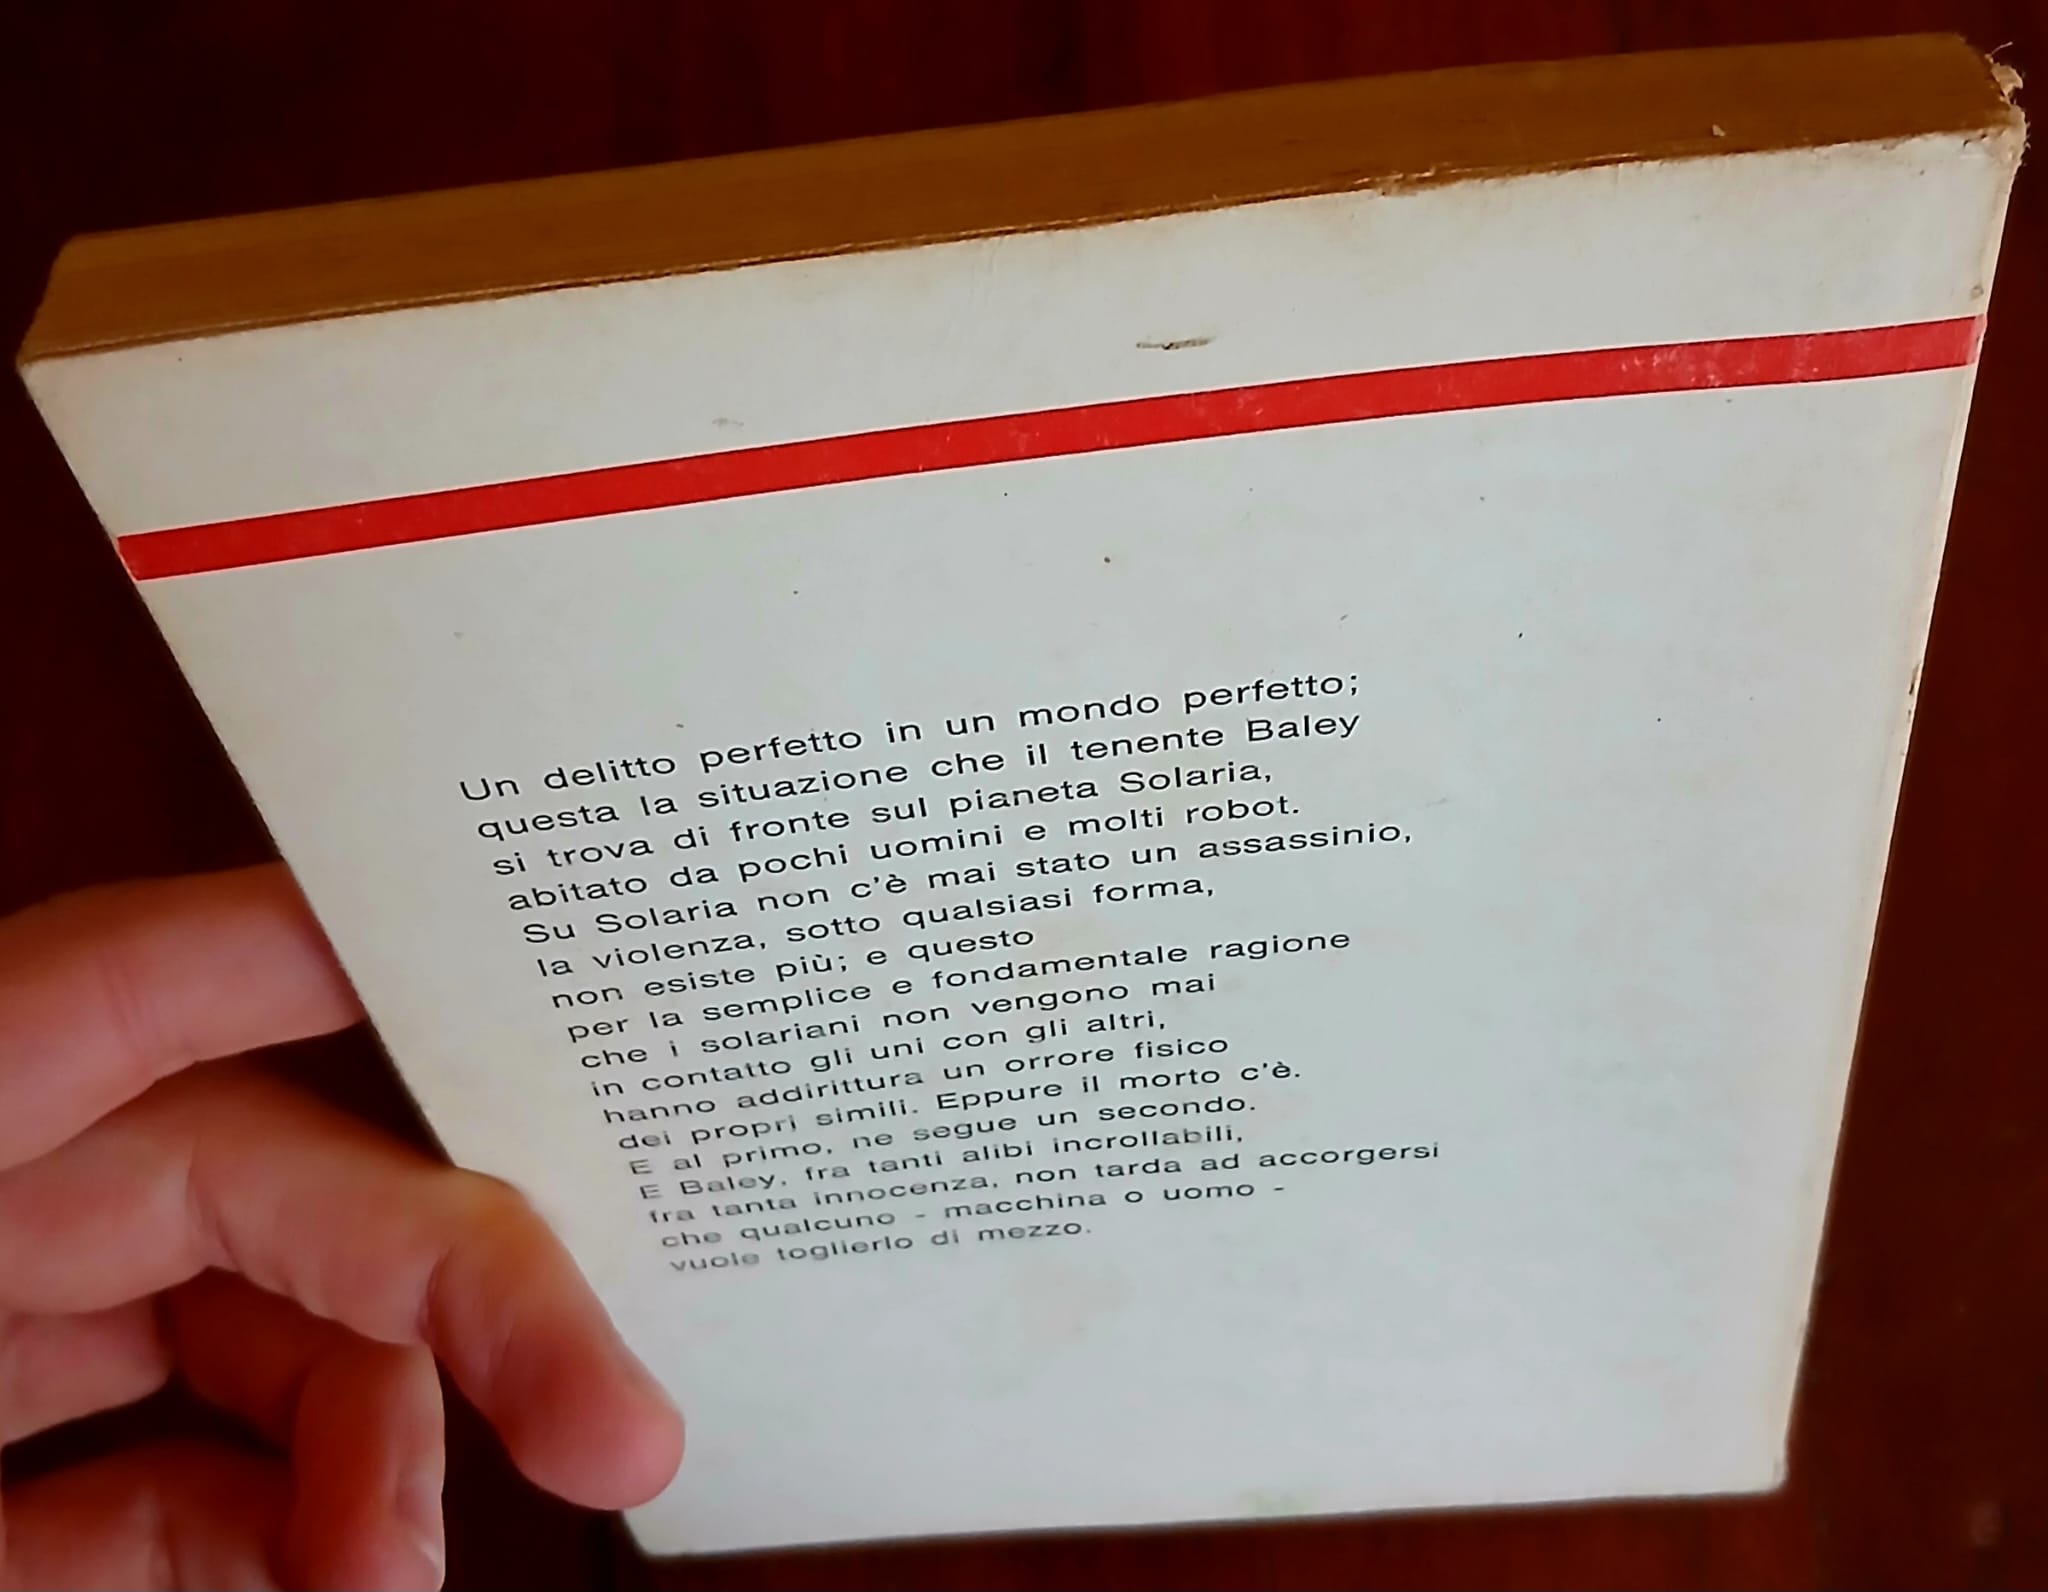 Un delitto perfetto in un mondo perfetto;
questa la situazione che il tenente Baley
si trova di fronte sul pianeta Solaria,
abitato da pochi uomini e molti robot.
Su Solaria non c'è mai stato un assassinio,
la violenza, sotto qualsiasi forma,
non esiste più; e questo
per la semplice e fondamentale ragione
che i solariani non vengono mai
in contatto gli uni con gli altri,
hanno addirittura un orrore fisico
dei propri simili. Eppure il morto c'è.
E al primo, ne segue un secondo.
E Baley, fra tanti alibi incrollabili,
fra tanta innocenza, non tarda ad accorgersi
che qualcuno - macchina o uomo -
vuole toglierlo di mezzo.